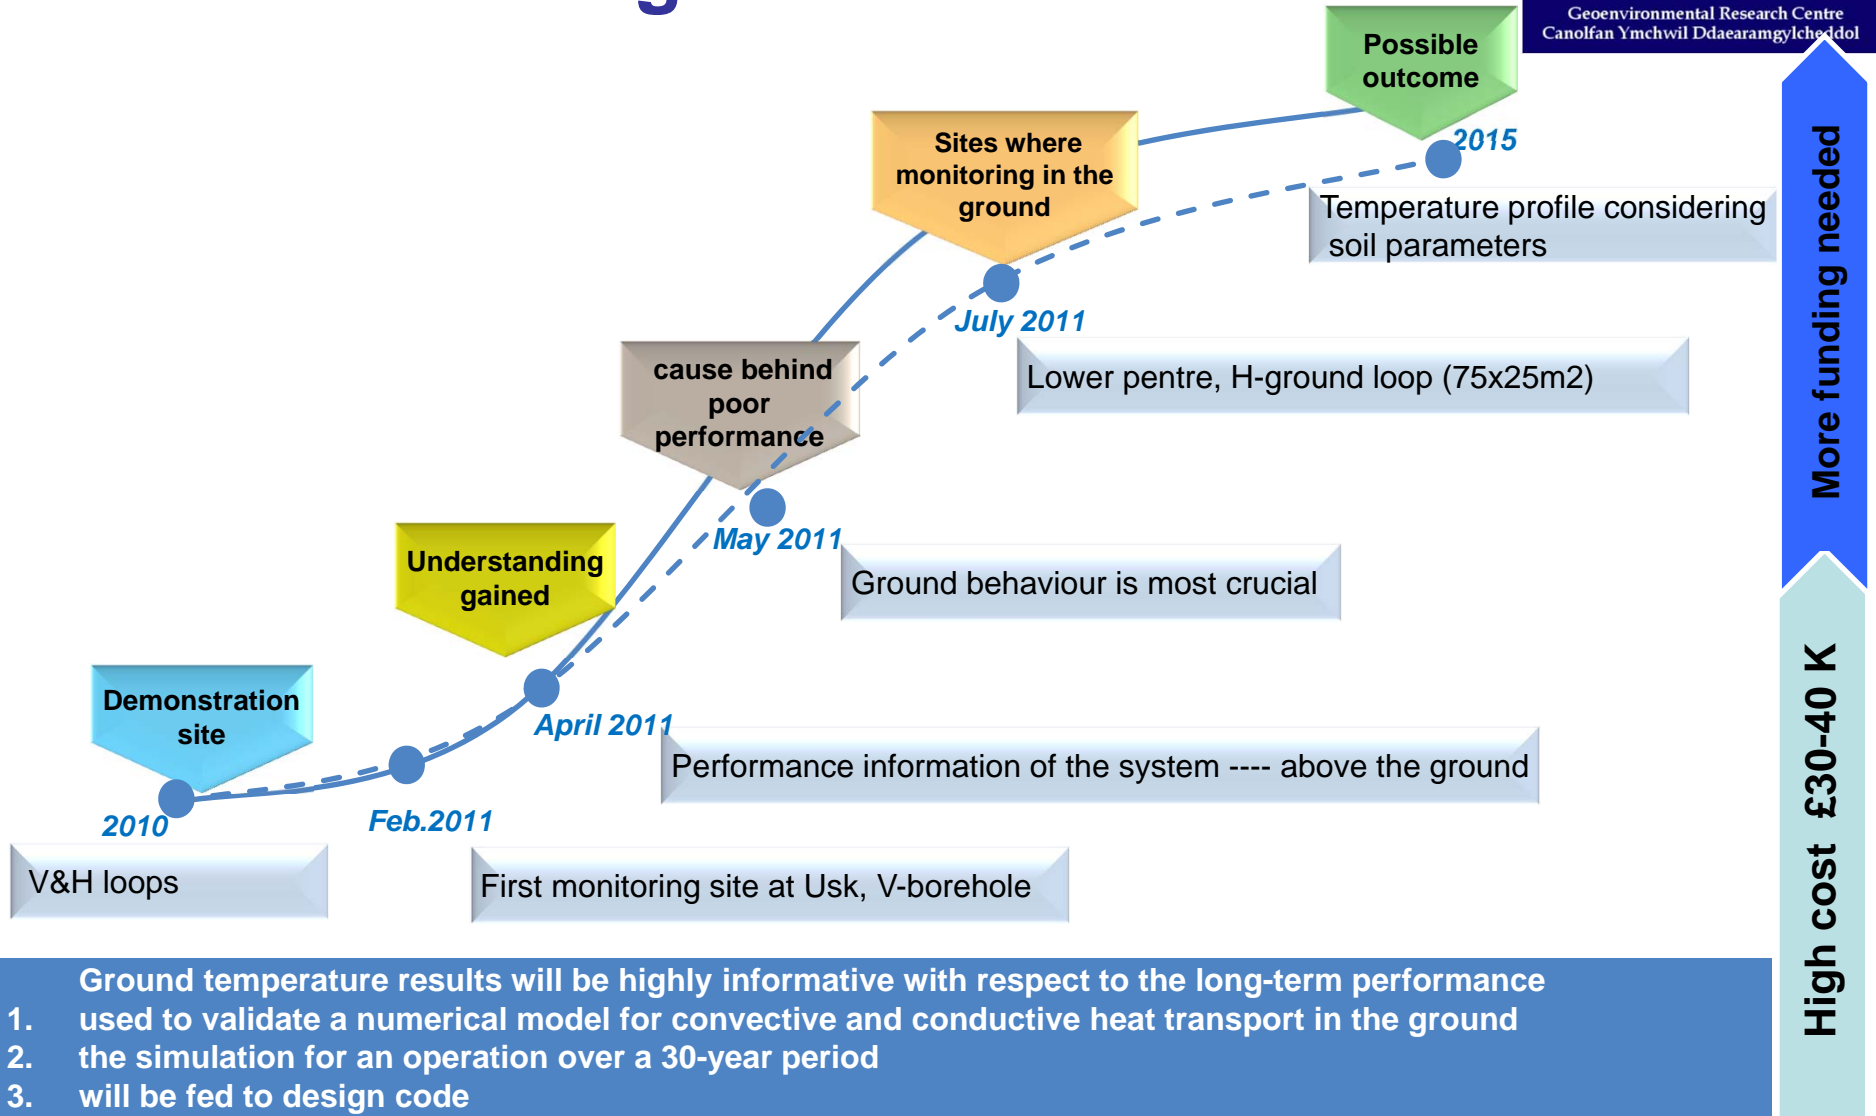 Geoenvironmental Research Centre
Canolfan Ymchwil Ddaearamgylcheddol
Possible
outcome
2015
Temperature profile considering
soil parameters
Sites where
monitoring in the
ground
July 2011
Lower pentre, H-ground loop (75x25m2)
cause behind
poor
performance
May 2011
Ground behaviour is most crucial
Understanding
gained
April 2011
Performance information of the system ---- above the ground
Demonstration
site
2010
Feb.2011
V&H loops
First monitoring site at Usk, V-borehole
More funding needed
High cost £30-40 K
Ground temperature results will be highly informative with respect to the long-term performance
1. used to validate a numerical model for convective and conductive heat transport in the ground
2. the simulation for an operation over a 30-year period
3. will be fed to design code